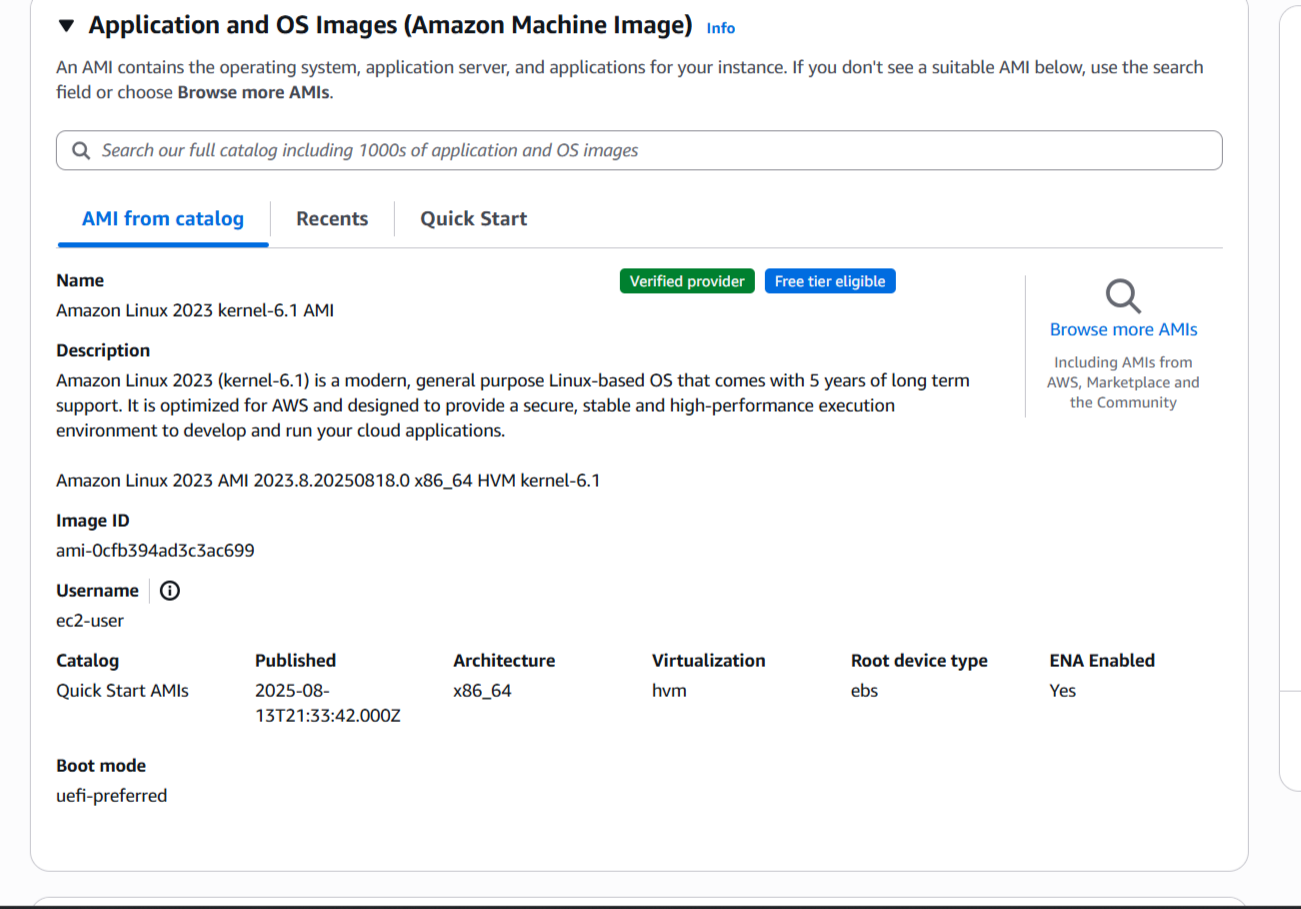 Application and OS Images (Amazon Machine Image) Info
An AMI contains the operating system, application server, and applications for your instance. If you don't see a suitable AMI below, use the search
field or choose Browse more AMIs.
Search our full catalog including 1000s of application and OS images
AMI from catalog
Recents
Quick Start
Name
Verified provider
Free tier eligible
Amazon Linux 2023 kernel-6.1 AMI
Browse more AMIs
Including AMIs from
AWS, Marketplace and
the Community
Description
Amazon Linux 2023 (kernel-6.1) is a modern, general purpose Linux-based OS that comes with 5 years of long term
support. It is optimized for AWS and designed to provide a secure, stable and high-performance execution
environment to develop and run your cloud applications.
Amazon Linux 2023 AMI 2023.8.20250818.0 x86_64 HVM kernel-6.1
Image ID
ami-0cfb394ad3c3ac699
Username
ec2-user
Catalog
Quick Start AMIs
Published
2025-08-
13T21:33:42.000Z
Architecture
x86_64
Virtualization
hvm
Root device type
ebs
ENA Enabled
Yes
Boot mode
uefi-preferred